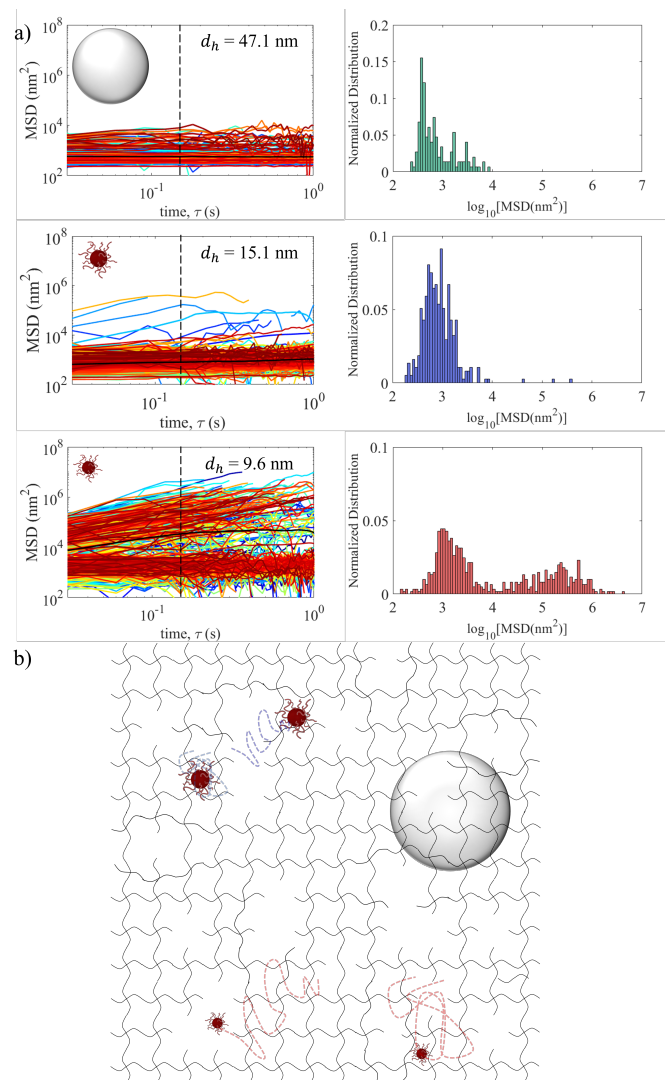 a)
d_h = 47.1 nm
MSD (nm²)
10⁸
10⁶
10⁴
10²
10⁻¹
10⁰
time, τ (s)
Normalized Distribution
0.2
0.15
0.1
0.05
0
2
3
4
5
6
7
log₁₀[MSD(nm²)]
d_h = 15.1 nm
MSD (nm²)
10⁸
10⁶
10⁴
10²
10⁻¹
10⁰
time, τ (s)
Normalized Distribution
0.1
0.05
0
2
3
4
5
6
7
log₁₀[MSD(nm²)]
d_h = 9.6 nm
MSD (nm²)
10⁸
10⁶
10⁴
10²
10⁻¹
10⁰
time, τ (s)
Normalized Distribution
0.1
0.05
0
2
3
4
5
6
7
log₁₀[MSD(nm²)]
b)